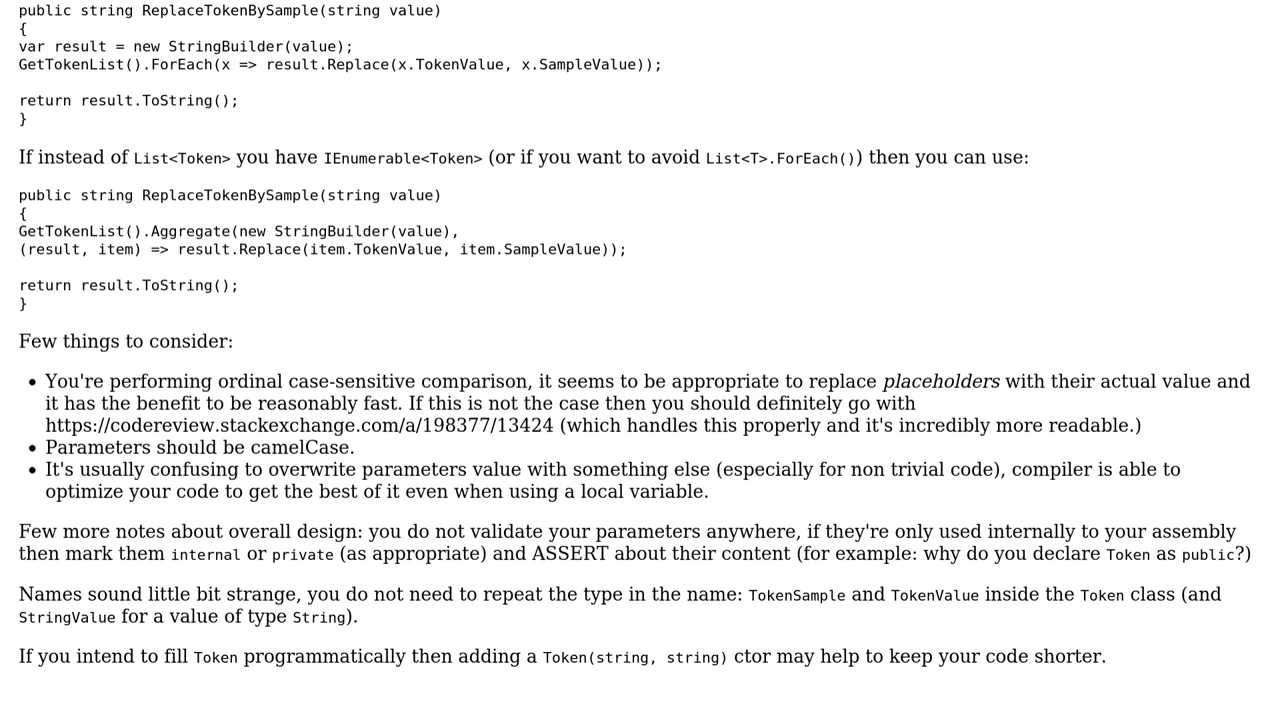 public string ReplaceTokenBySample(string value)
{
var result = new StringBuilder(value);
GetTokenList().ForEach(x => result.Replace(x.TokenValue, x.SampleValue));
return result.ToString();
}
If instead of List<Token> you have IEnumerable<Token> (or if you want to avoid List<T>.ForEach()) then you can use:
public string ReplaceTokenBySample(string value)
{
GetTokenList().Aggregate(new StringBuilder(value),
(result, item) => result.Replace(item.TokenValue, item.SampleValue));
return result.ToString();
}
Few things to consider:
• You're performing ordinal case-sensitive comparison, it seems to be appropriate to replace placeholders with their actual value and
it has the benefit to be reasonably fast. If this is not the case then you should definitely go with
https://codereview.stackexchange.com/a/198377/13424 (which handles this properly and it's incredibly more readable.)
• Parameters should be camelCase.
• It's usually confusing to overwrite parameters value with something else (especially for non trivial code), compiler is able to
optimize your code to get the best of it even when using a local variable.
Few more notes about overall design: you do not validate your parameters anywhere, if they're only used internally to your assembly
then mark them internal or private (as appropriate) and ASSERT about their content (for example: why do you declare Token as public?)
Names sound little bit strange, you do not need to repeat the type in the name: TokenSample and TokenValue inside the Token class (and
StringValue for a value of type String).
If you intend to fill Token programmatically then adding a Token(string, string) ctor may help to keep your code shorter.